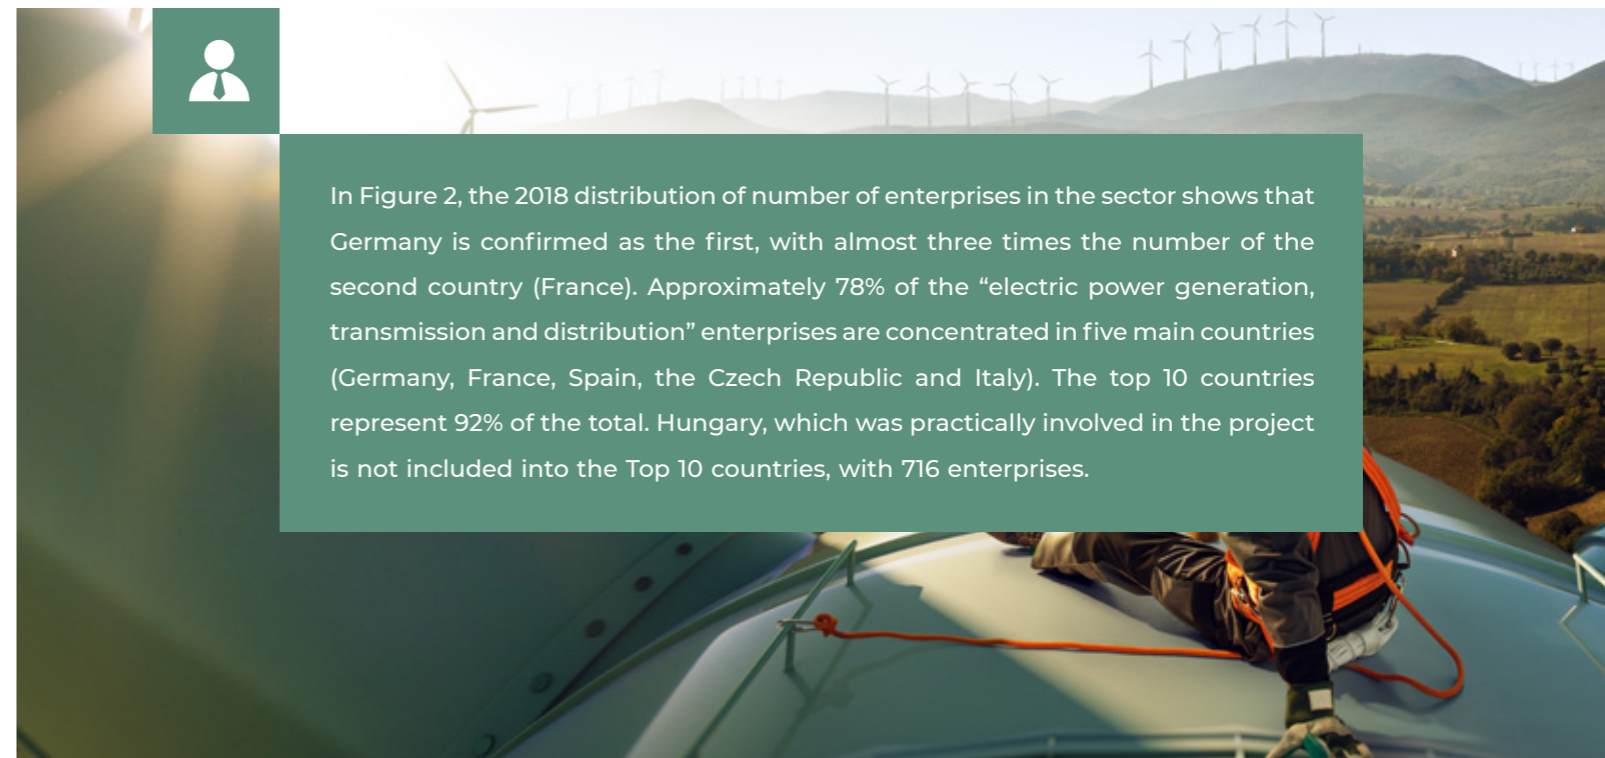 In Figure 2, the 2018 distribution of number of enterprises in the sector shows that
Germany is confirmed as the first, with almost three times the number of the
second country (France). Approximately 78% of the “electric power generation,
transmission and distribution” enterprises are concentrated in five main countries
(Germany, France, Spain, the Czech Republic and Italy). The top 10 countries
represent 92% of the total. Hungary, which was practically involved in the project
is not included into the Top 10 countries, with 716 enterprises.